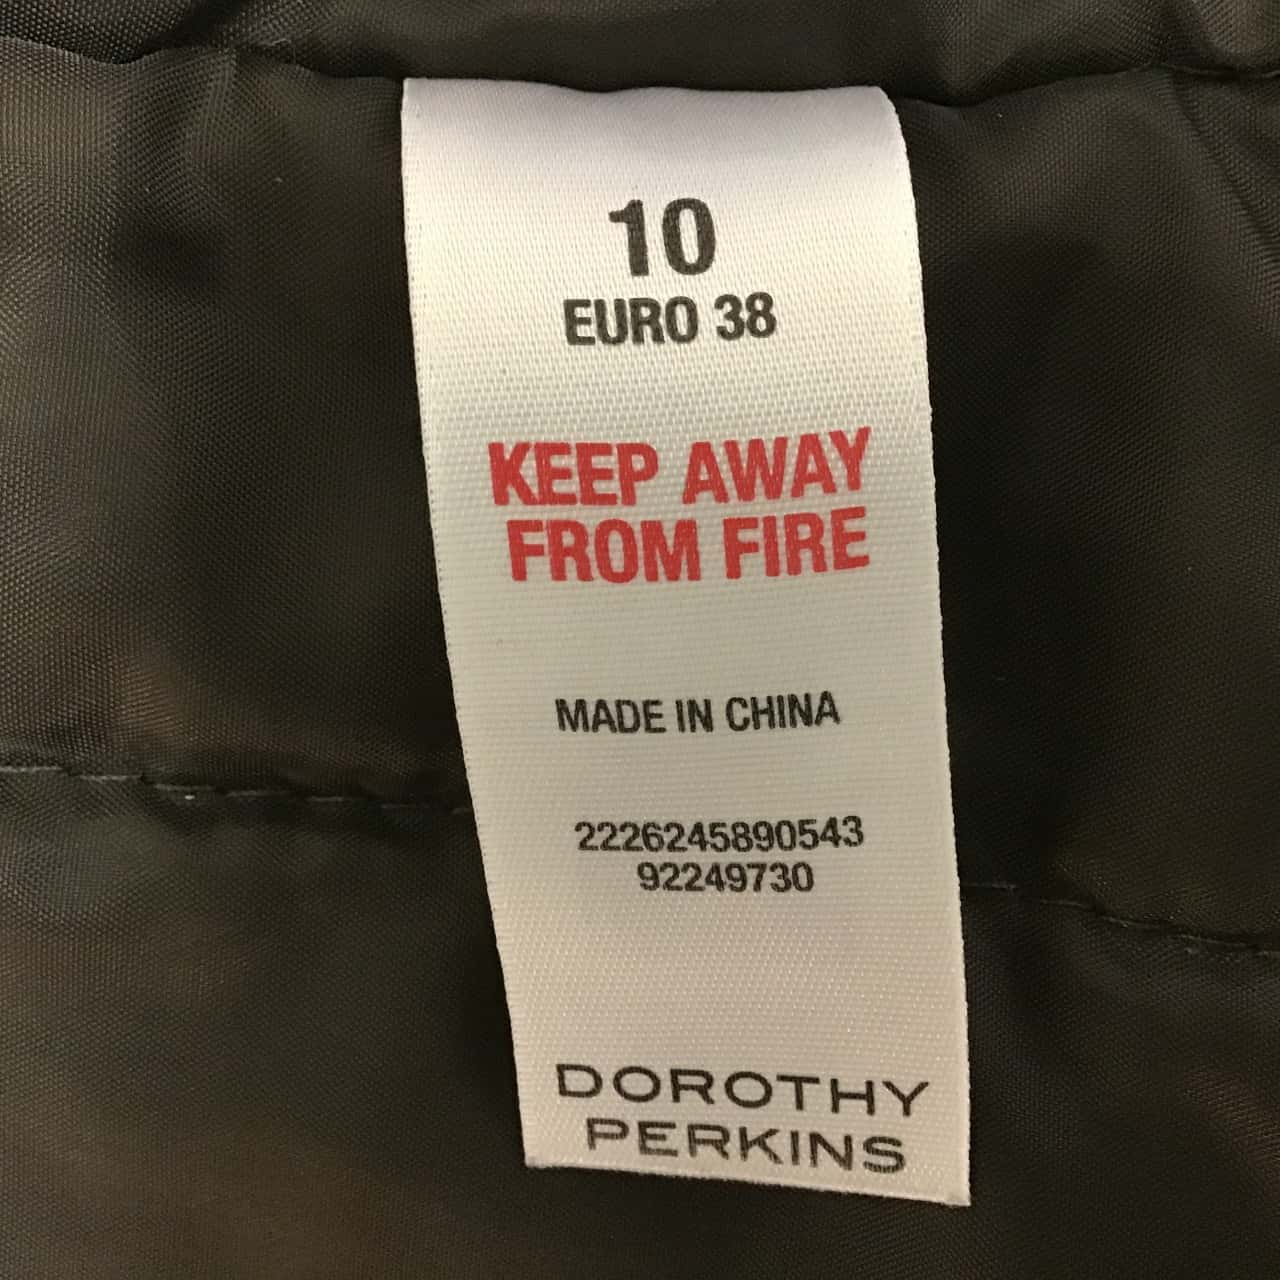 10
EURO 38
KEEP AWAY
FROM FIRE
MADE IN CHINA
2226245890543
92249730
DOROTHY
PERKINS